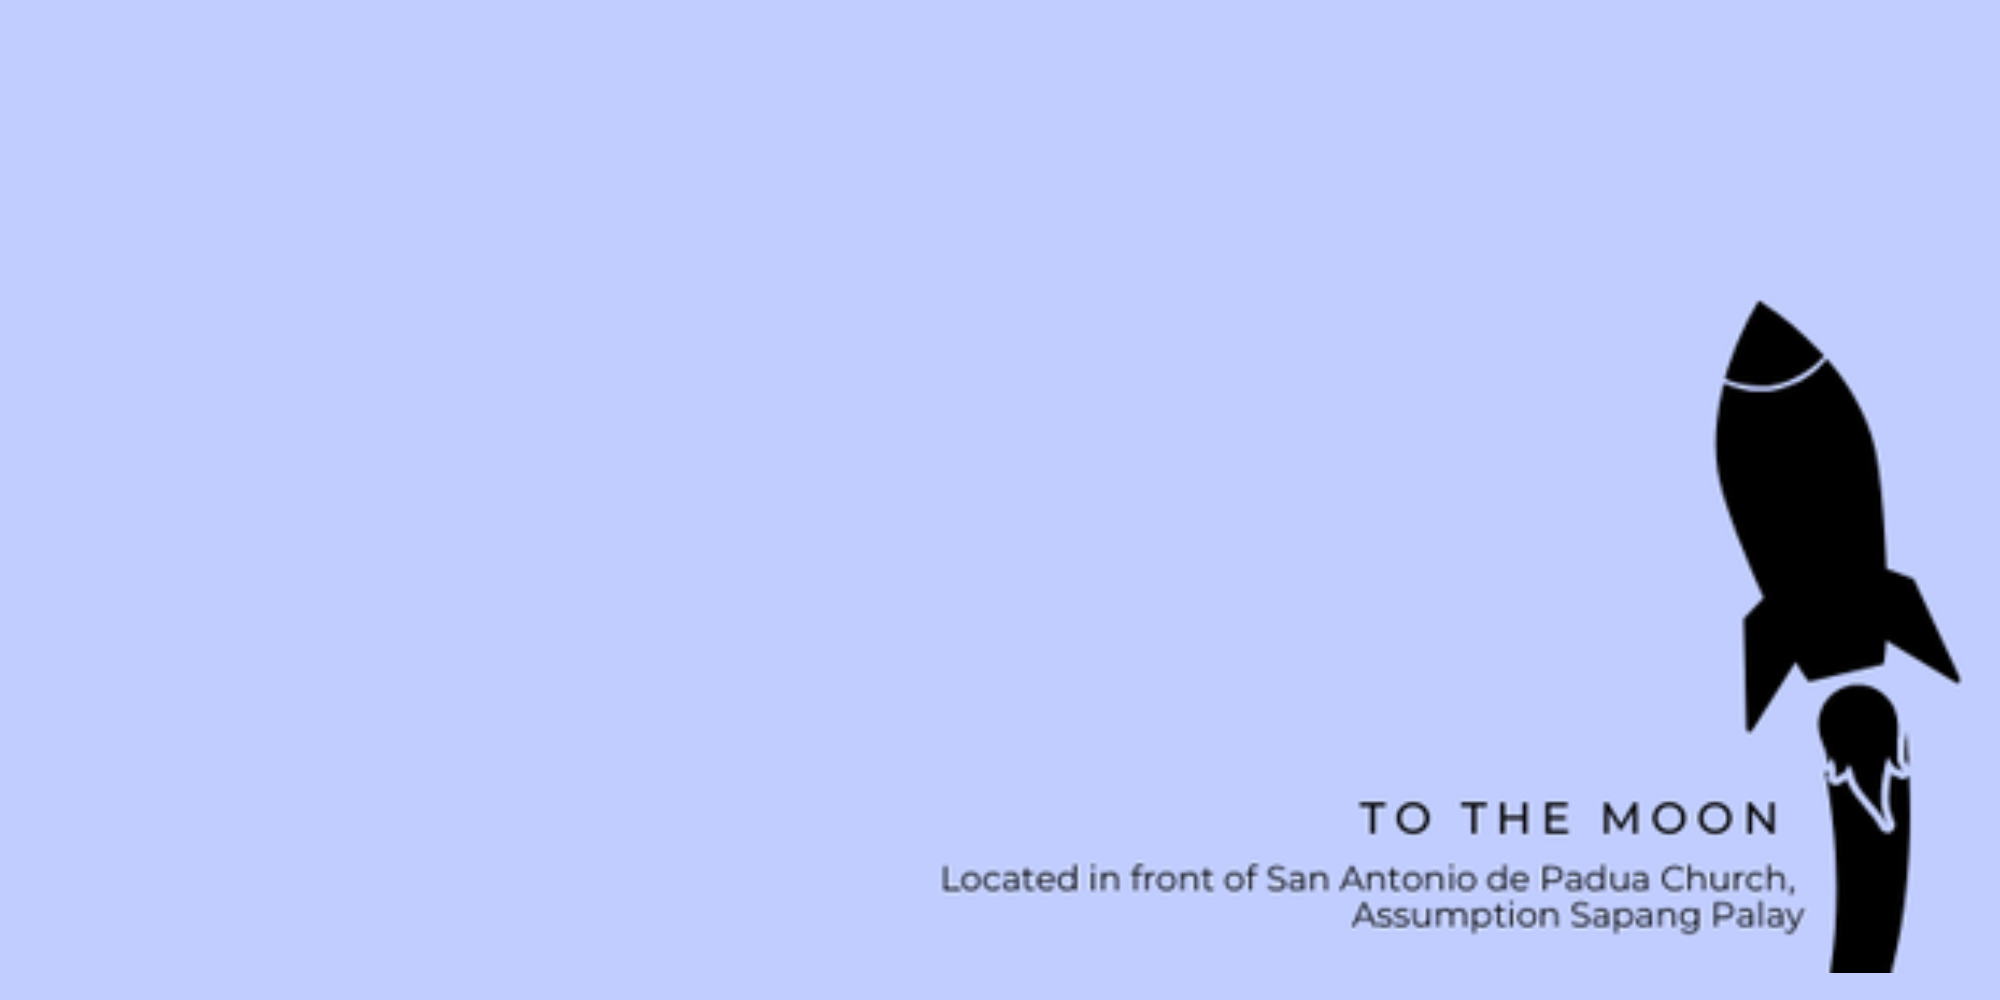 TO THE MOON
Located in front of San Antonio de Padua Church,
Assumption Sapang Palay